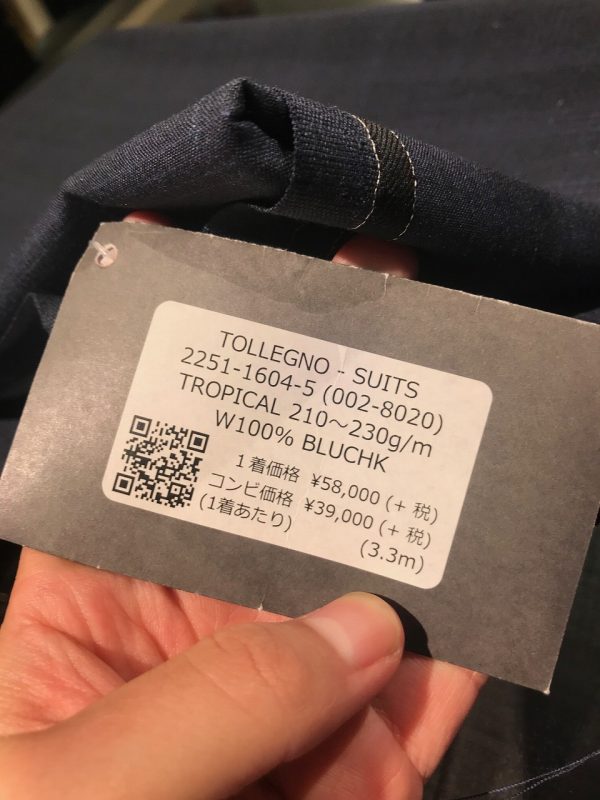 TOLLEGNO - SUITS
2251-1604-5 (002-8020)
TROPICAL 210～230g/m
W100% BLUCHK
1着価格 ¥58,000 (+ 税)
コンビ価格 ¥39,000 (+ 税)
(1着あたり) (3.3m)